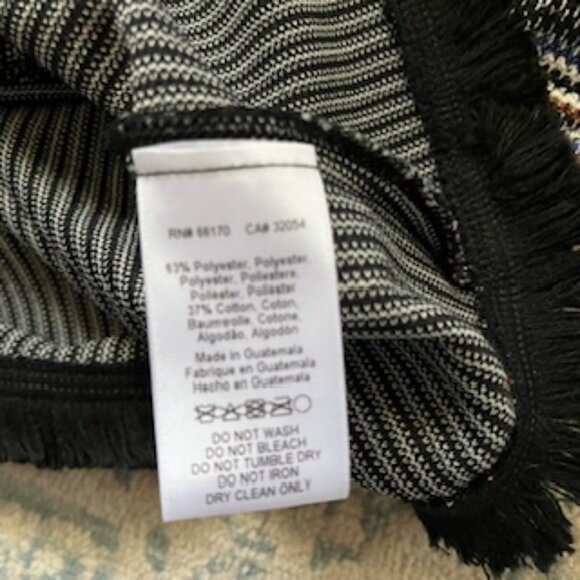 RN# 98170 CA# 32054
63% Polyester, Polyester,
Polyester, Poliestere,
Poliéster, Poliéster
37% Cotton, Coton,
Baumwolle, Cotone,
Algodão, Algodón
Made in Guatemala
Fabriqué en Guatemala
Hecho en Guatemala
DO NOT WASH
DO NOT BLEACH
DO NOT TUMBLE DRY
DO NOT IRON
DRY CLEAN ONLY